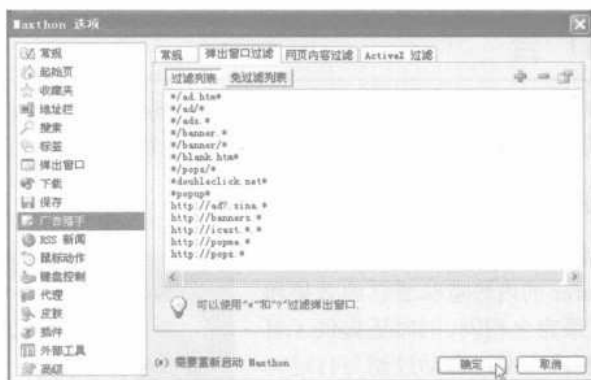 Maxthon 选项
常规
起始页
收藏夹
地址栏
搜索
标签
弹出窗口
下载
保存
广告猎手
RSS 新闻
鼠标动作
键盘控制
代理
皮肤
插件
外部工具
高级
常规 弹出窗口过滤 网页内容过滤 ActiveX 过滤
过滤列表 免过滤列表
*/ad.htm*
*/ad/*
*/ads.*
*/banner.*
*/banner/*
*/blank.htm*
*/pops/*
*doubleclick.net*
*popup*
http://ad?.sina.*
http://banners.*
http://icast.*.*
http://popme.*
http://pops.*
可以使用"*"和"?"过滤弹出窗口.
(*) 需要重新启动 Maxthon
确定 取消